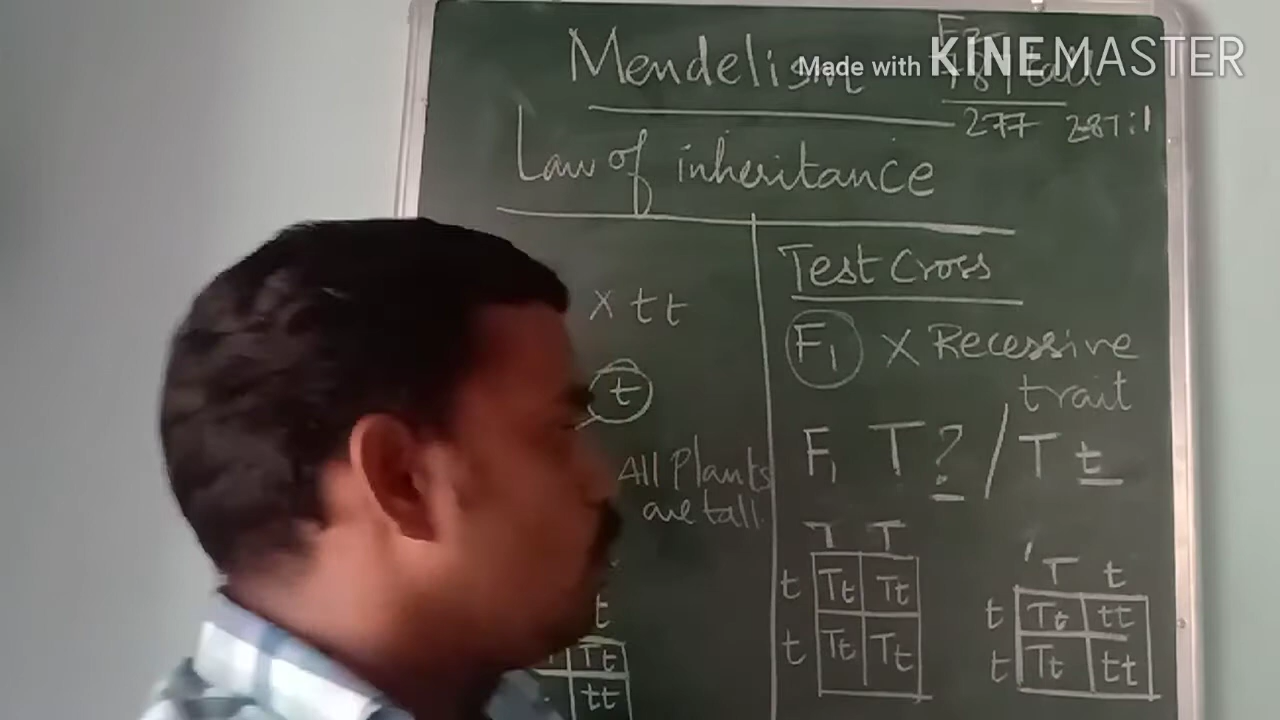 Mendelism
Made with KINEMASTER
277 287:1
Law of inheritance
x tt
t
All Plants
are tall.
t
Tt
tt
Test Cross
F1 X Recessive
trait
F1 T ? / T t
T T
t Tt Tt
t Tt Tt
T t
t Tt tt
t Tt tt